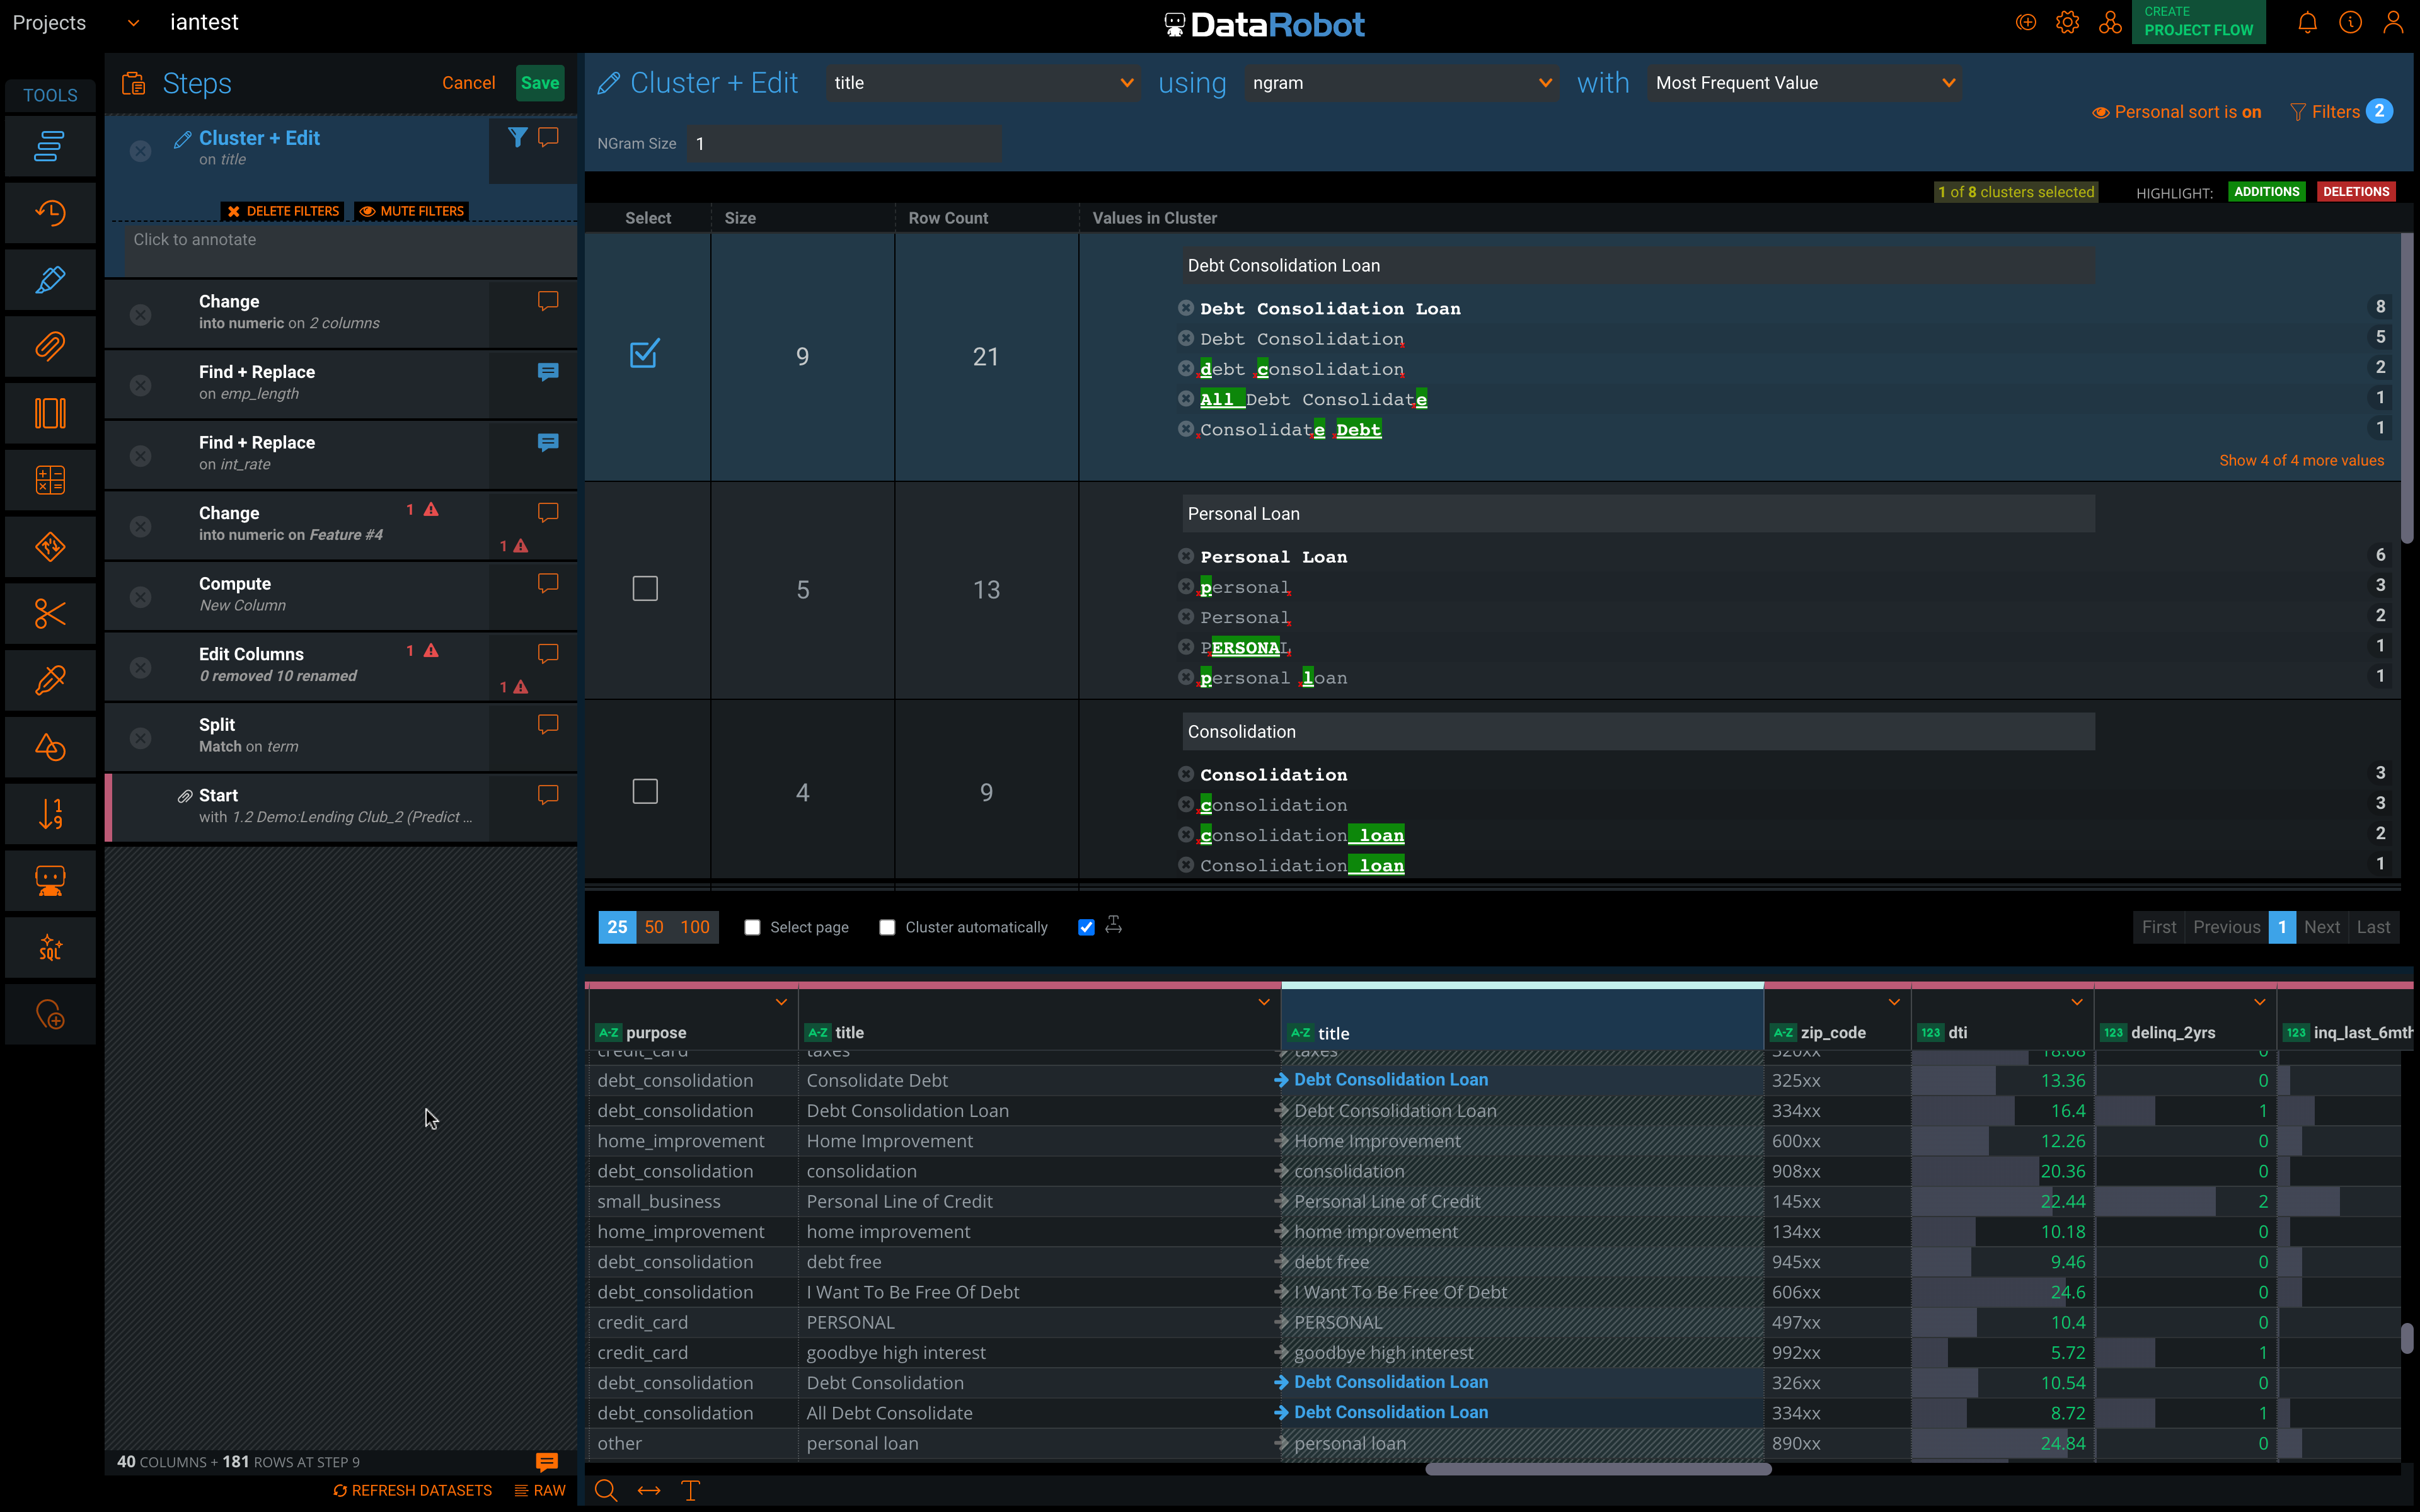 Projects
iantest
DataRobot
CREATE
PROJECT FLOW
TOOLS
Steps
Cancel
Save
Cluster + Edit
on title
DELETE FILTERS
MUTE FILTERS
Click to annotate
Change
into numeric on 2 columns
Find + Replace
on emp_length
Find + Replace
on int_rate
Change 1
into numeric on Feature #4
1
Compute
New Column
Edit Columns 1
0 removed 10 renamed
1
Split
Match on term
Start
with 1.2 Demo:Lending Club_2 (Predict ...
1
9
SQL
40 COLUMNS + 181 ROWS AT STEP 9
REFRESH DATASETS
RAW
Cluster + Edit title using ngram with Most Frequent Value
Personal sort is on Filters 2
NGram Size 1
1 of 8 clusters selected HIGHLIGHT: ADDITIONS DELETIONS
Select Size Row Count Values in Cluster
9 21
Debt Consolidation Loan
Debt Consolidation Loan 8
Debt Consolidation 5
debt consolidation 2
All Debt Consolidate 1
Consolidate Debt 1
Show 4 of 4 more values
5 13
Personal Loan
Personal Loan 6
personal 3
Personal 2
PERSONAL 1
personal loan 1
4 9
Consolidation
Consolidation 3
consolidation 3
consolidation loan 2
Consolidation loan 1
25 50 100 Select page Cluster automatically First Previous 1 Next Last
A-Z purpose A-Z title A-Z title A-Z zip_code 123 dti 123 delinq_2yrs 123 inq_last_6mth
credit_card taxes taxes 320xx 18.68 0
debt_consolidation Consolidate Debt Debt Consolidation Loan 325xx 13.36 0
debt_consolidation Debt Consolidation Loan Debt Consolidation Loan 334xx 16.4 1
home_improvement Home Improvement Home Improvement 600xx 12.26 0
debt_consolidation consolidation consolidation 908xx 20.36 0
small_business Personal Line of Credit Personal Line of Credit 145xx 22.44 2
home_improvement home improvement home improvement 134xx 10.18 0
debt_consolidation debt free debt free 945xx 9.46 0
debt_consolidation I Want To Be Free Of Debt I Want To Be Free Of Debt 606xx 24.6 0
credit_card PERSONAL PERSONAL 497xx 10.4 0
credit_card goodbye high interest goodbye high interest 992xx 5.72 1
debt_consolidation Debt Consolidation Debt Consolidation Loan 326xx 10.54 0
debt_consolidation All Debt Consolidate Debt Consolidation Loan 334xx 8.72 1
other personal loan personal loan 890xx 24.84 0